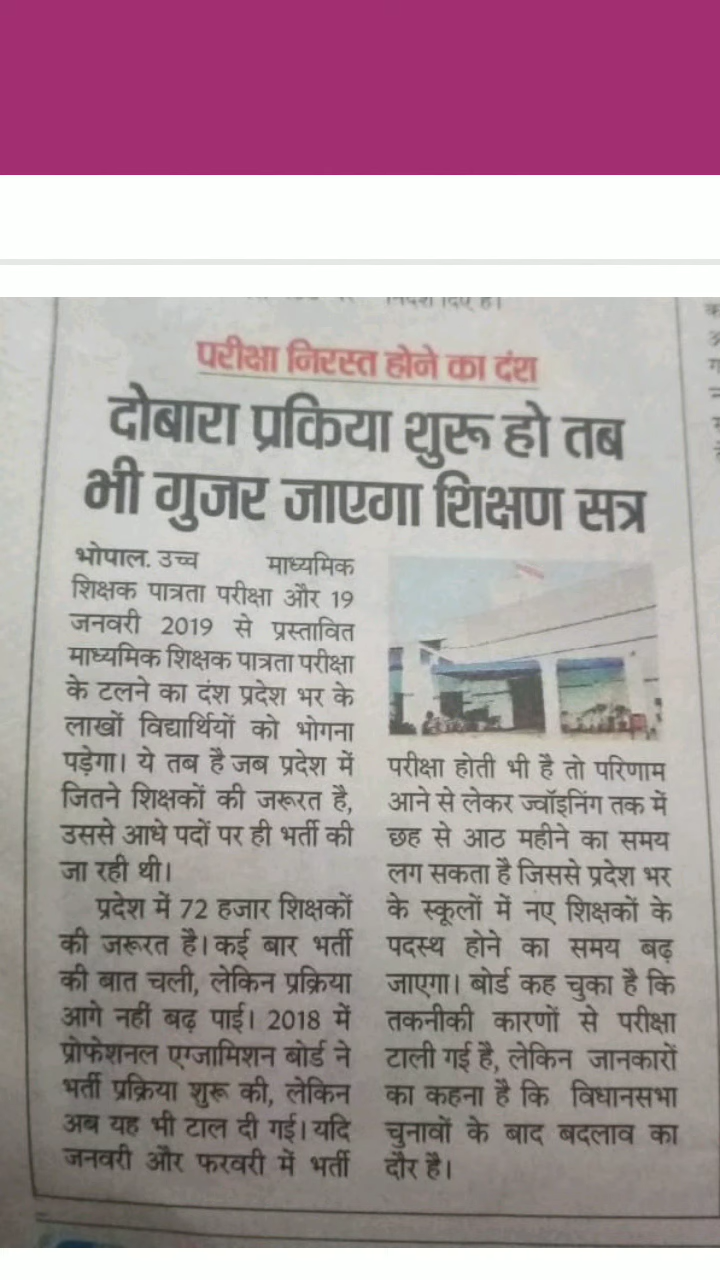 निर्देश दिए हैं।
परीक्षा निरस्त होने का दंश
दोबारा प्रकिया शुरू हो तब
भी गुजर जाएगा शिक्षण सत्र
भोपाल. उच्च माध्यमिक
शिक्षक पात्रता परीक्षा और 19
जनवरी 2019 से प्रस्तावित
माध्यमिक शिक्षक पात्रता परीक्षा
के टलने का दंश प्रदेश भर के
लाखों विद्यार्थियों को भोगना
पड़ेगा। ये तब है जब प्रदेश में
जितने शिक्षकों की जरूरत है,
उससे आधे पदों पर ही भर्ती की
जा रही थी।
प्रदेश में 72 हजार शिक्षकों
की जरूरत है। कई बार भर्ती
की बात चली, लेकिन प्रक्रिया
आगे नहीं बढ़ पाई। 2018 में
प्रोफेशनल एग्जामिशन बोर्ड ने
भर्ती प्रक्रिया शुरू की, लेकिन
अब यह भी टाल दी गई। यदि
जनवरी और फरवरी में भर्ती
परीक्षा होती भी है तो परिणाम
आने से लेकर ज्वॉइनिंग तक में
छह से आठ महीने का समय
लग सकता है जिससे प्रदेश भर
के स्कूलों में नए शिक्षकों के
पदस्थ होने का समय बढ़
जाएगा। बोर्ड कह चुका है कि
तकनीकी कारणों से परीक्षा
टाली गई है, लेकिन जानकारों
का कहना है कि विधानसभा
चुनावों के बाद बदलाव का
दौर है।